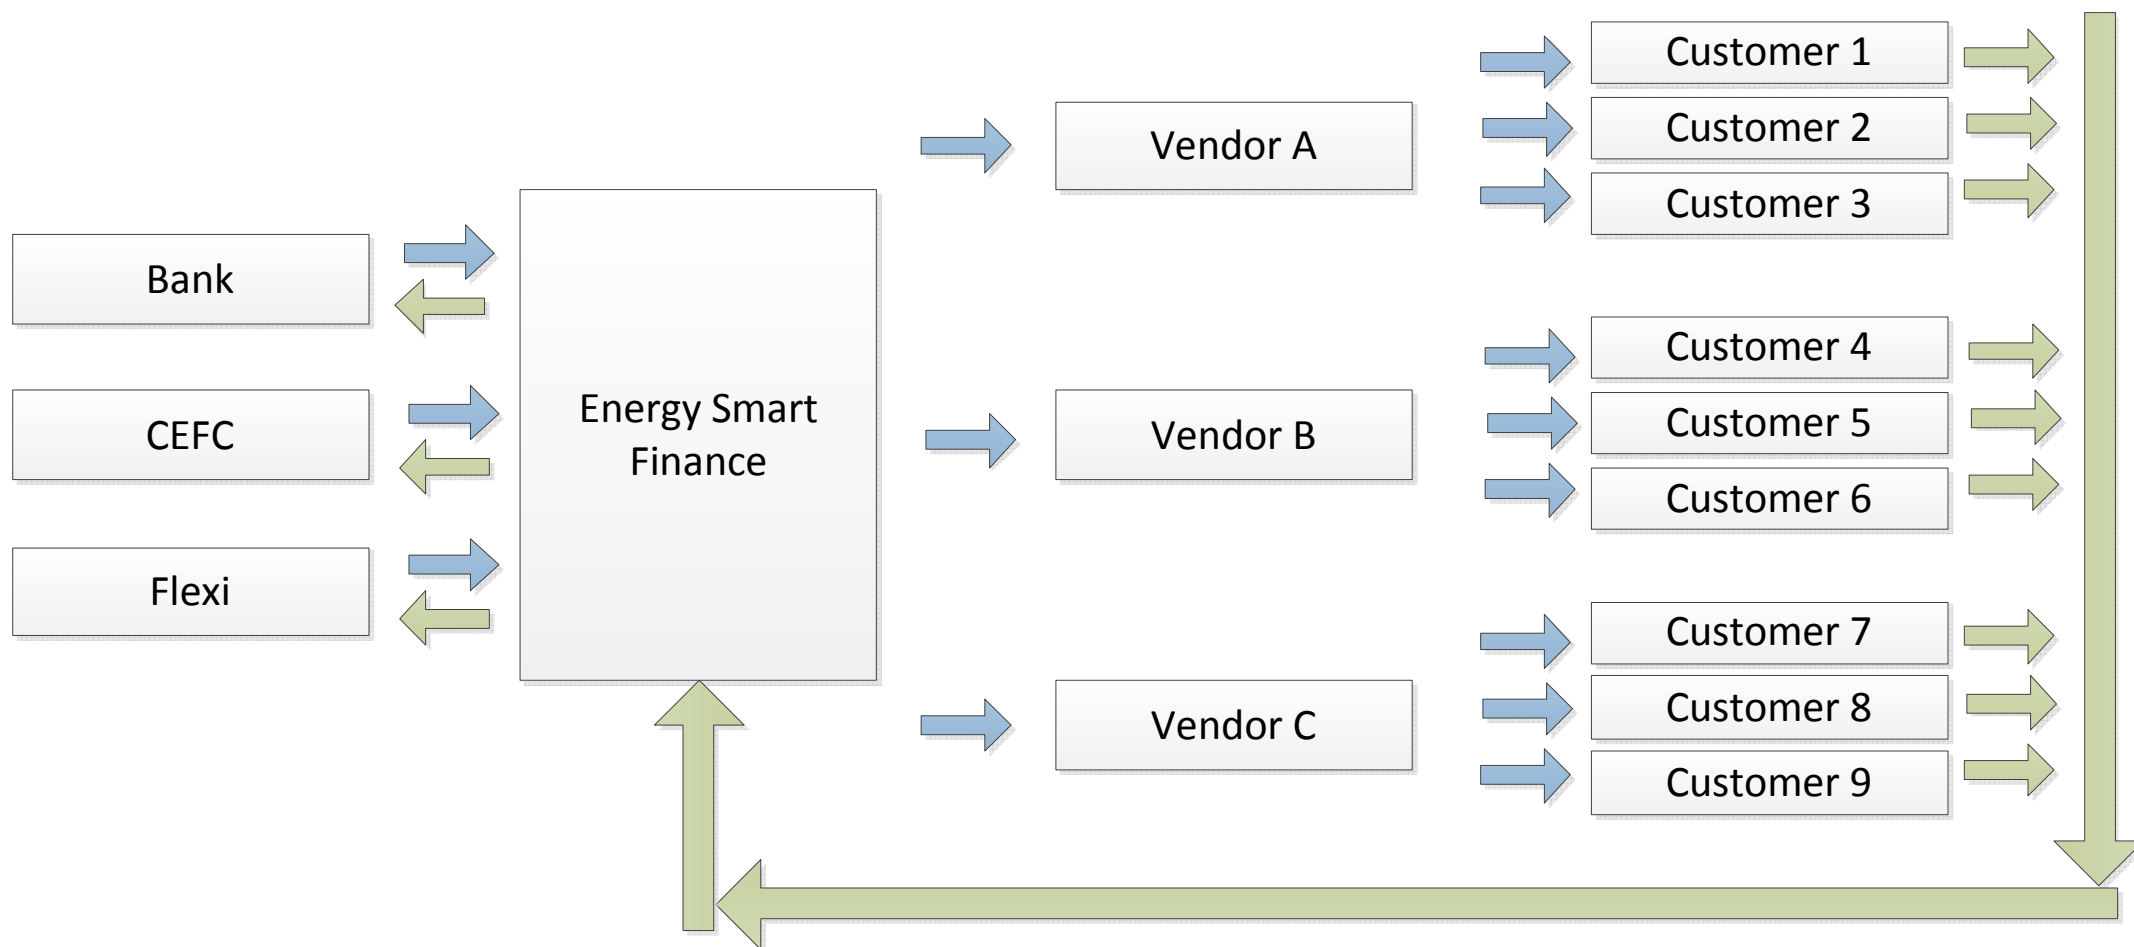 Bank
CEFC
Flexi
Energy Smart
Finance
Vendor A
Vendor B
Vendor C
Customer 1
Customer 2
Customer 3
Customer 4
Customer 5
Customer 6
Customer 7
Customer 8
Customer 9